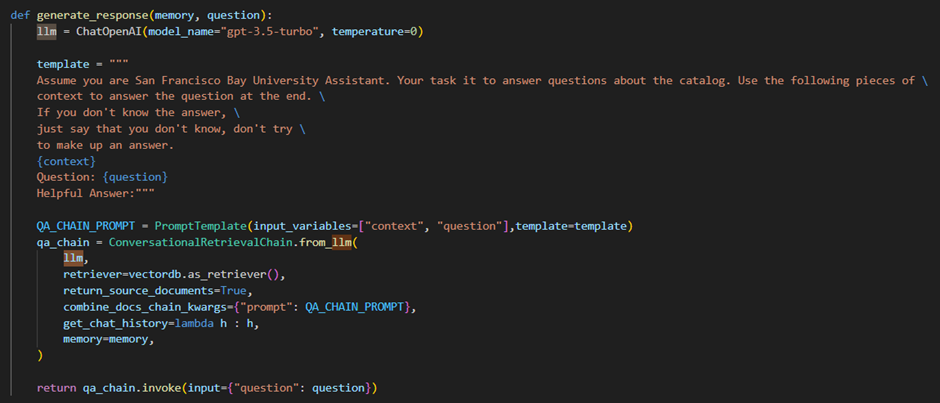 def generate_response(memory, question):
    llm = ChatOpenAI(model_name="gpt-3.5-turbo", temperature=0)

    template = """
    Assume you are San Francisco Bay University Assistant. Your task it to answer questions about the catalog. Use the following pieces of \
    context to answer the question at the end. \
    If you don't know the answer, \
    just say that you don't know, don't try \
    to make up an answer.
    {context}
    Question: {question}
    Helpful Answer:"""

    QA_CHAIN_PROMPT = PromptTemplate(input_variables=["context", "question"],template=template)
    qa_chain = ConversationalRetrievalChain.from_llm(
        llm,
        retriever=vectordb.as_retriever(),
        return_source_documents=True,
        combine_docs_chain_kwargs={"prompt": QA_CHAIN_PROMPT},
        get_chat_history=lambda h : h,
        memory=memory,
    )

    return qa_chain.invoke(input={"question": question})